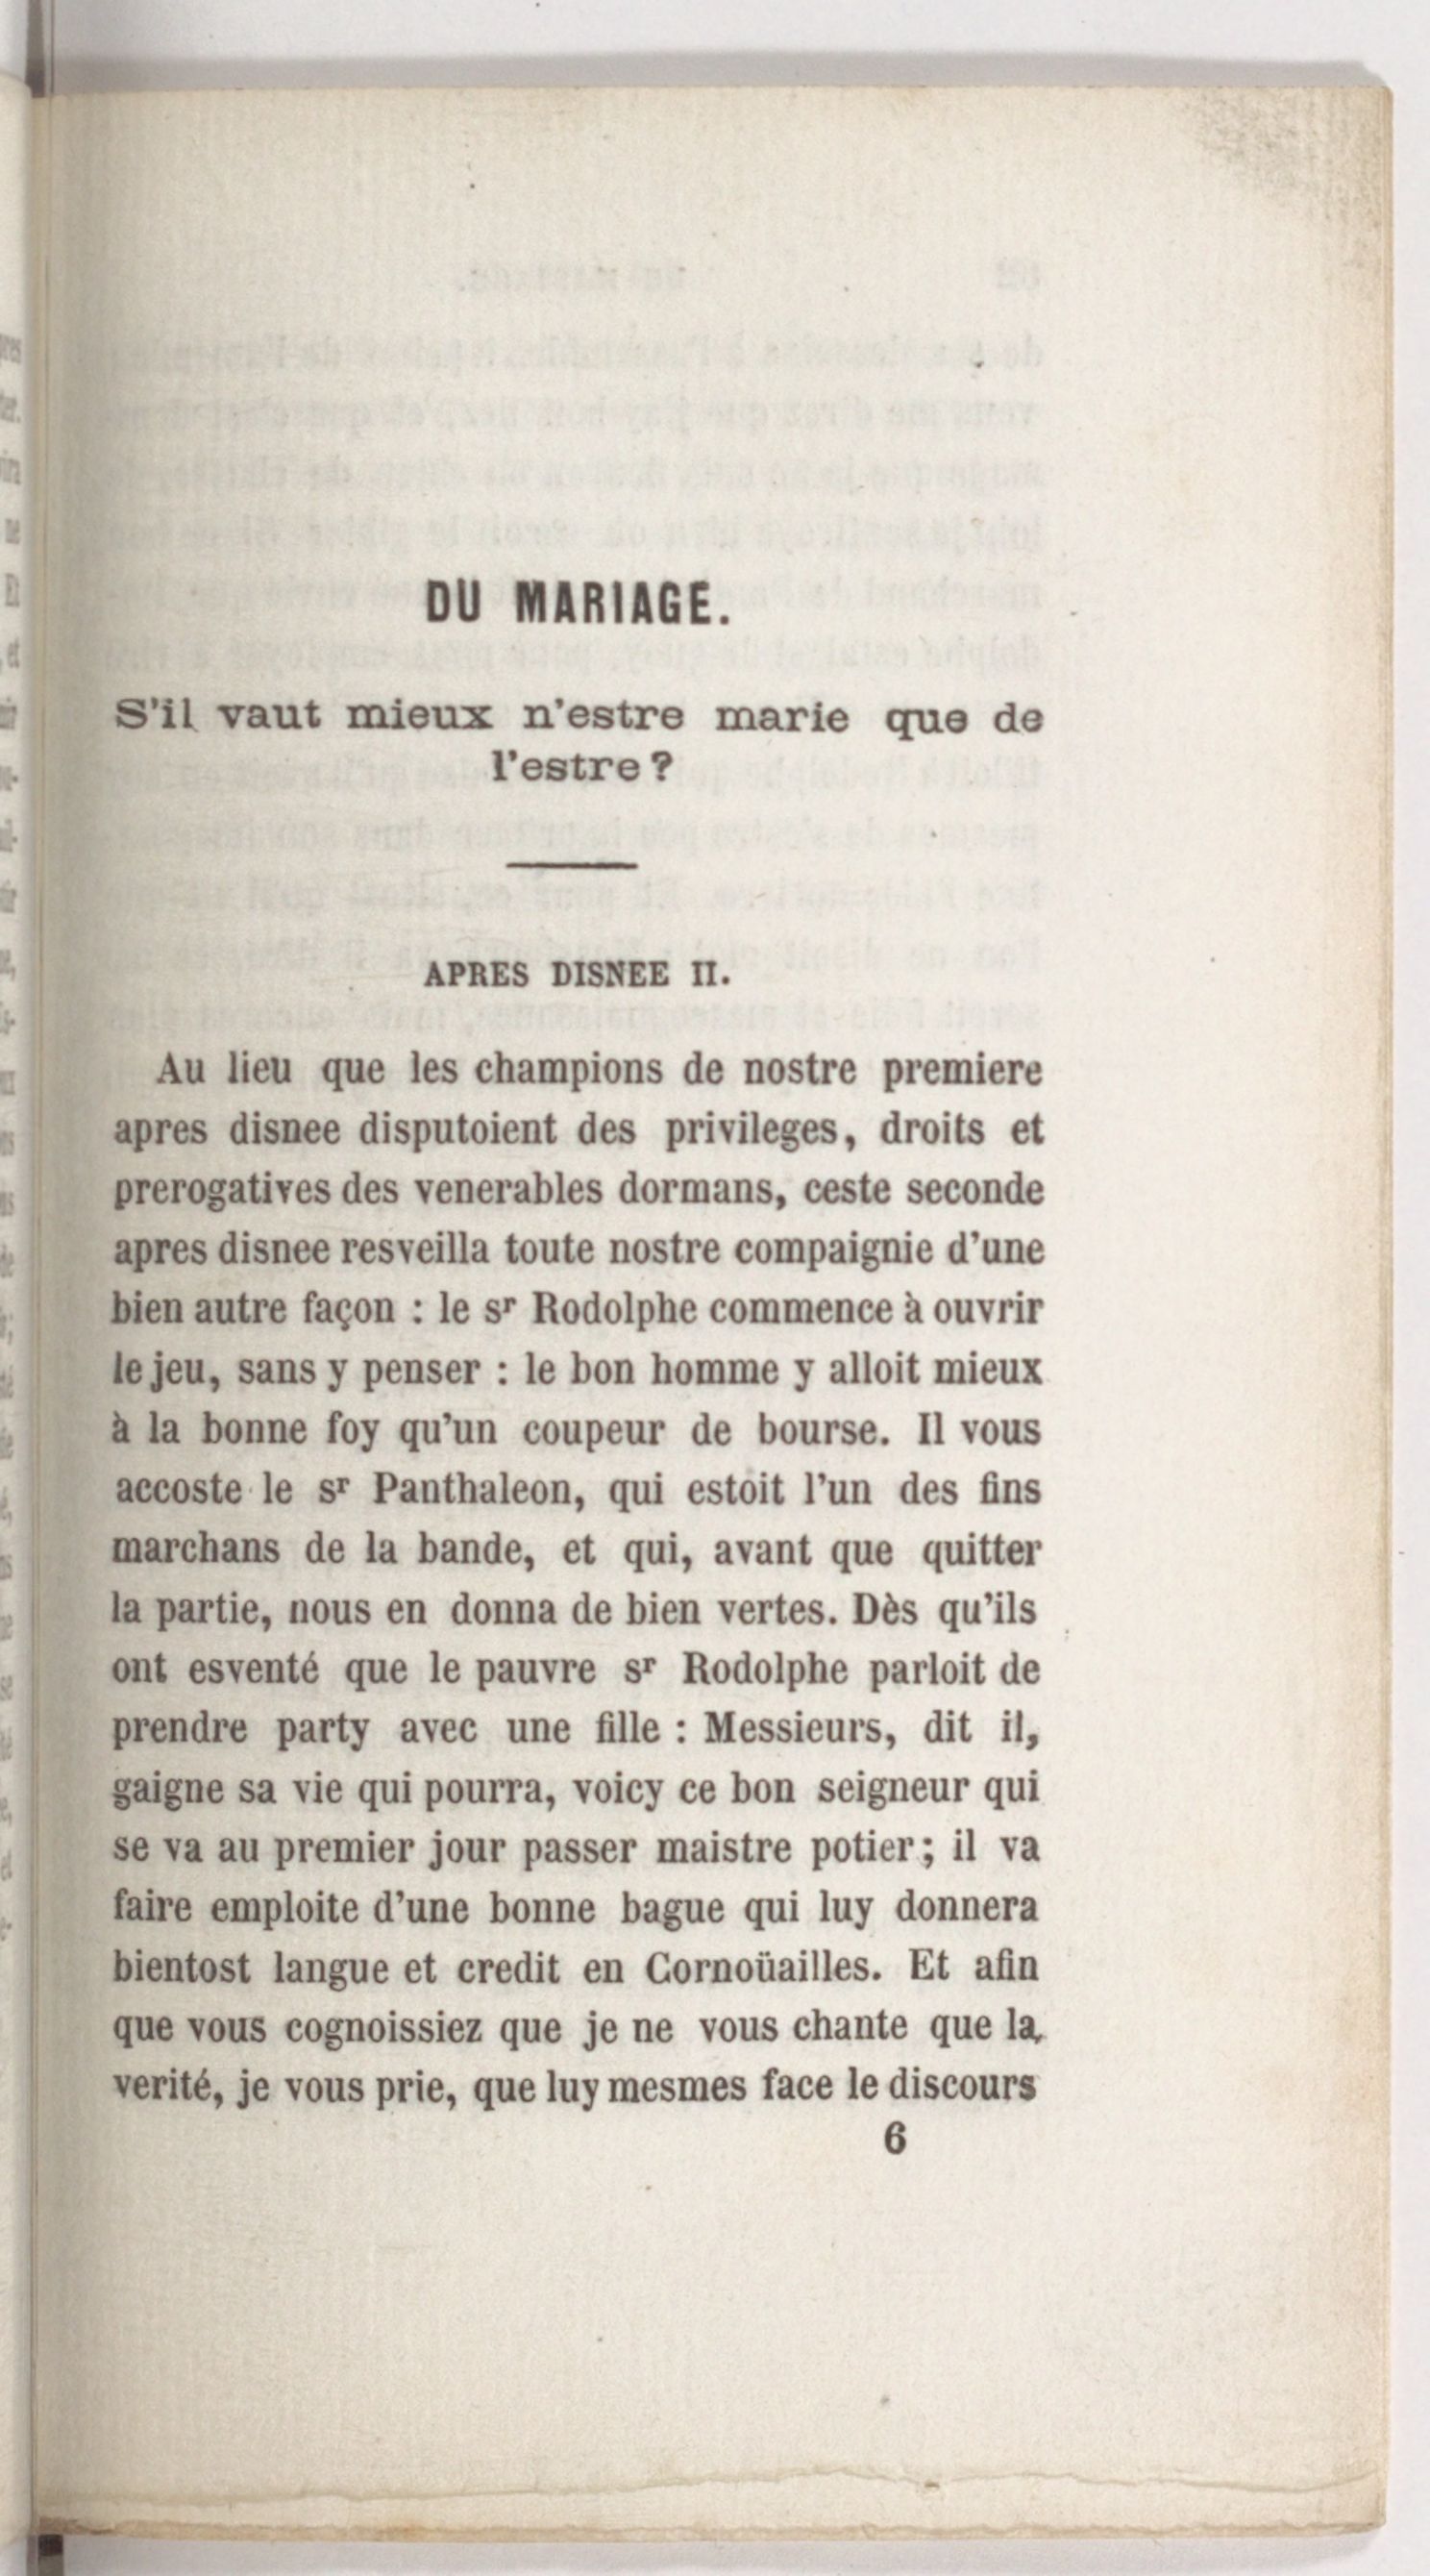 DU MARIAGE.
S'il vaut mieux n'estre marie que de
l'estre ?
APRES DISNEE II.
Au lieu que les champions de nostre premiere
apres disnee disputoient des privileges, droits et
prerogatives des venerables dormans, ceste seconde
apres disnee resveilla toute nostre compaignie d'une
bien autre façon : le sr Rodolphe commence à ouvrir
le jeu, sans y penser : le bon homme y alloit mieux
à la bonne foy qu'un coupeur de bourse. Il vous
accoste le sr Panthaleon, qui estoit l'un des fins
marchans de la bande, et qui, avant que quitter
la partie, nous en donna de bien vertes. Dès qu'ils
ont esventé que le pauvre sr Rodolphe parloit de
prendre party avec une fille : Messieurs, dit il,
gaigne sa vie qui pourra, voicy ce bon seigneur qui
se va au premier jour passer maistre potier ; il va
faire emploite d'une bonne bague qui luy donnera
bientost langue et credit en Cornoüailles. Et afin
que vous cognoissiez que je ne vous chante que la
verité, je vous prie, que luy mesmes face le discours
6